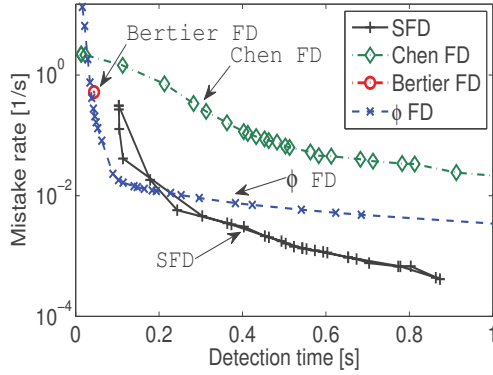 Mistake rate [1/s]
10^0
10^-2
10^-4
Bertier FD
Chen FD
ϕ FD
SFD
SFD
Chen FD
Bertier FD
ϕ FD
0 0.2 0.4 0.6 0.8 1
Detection time [s]